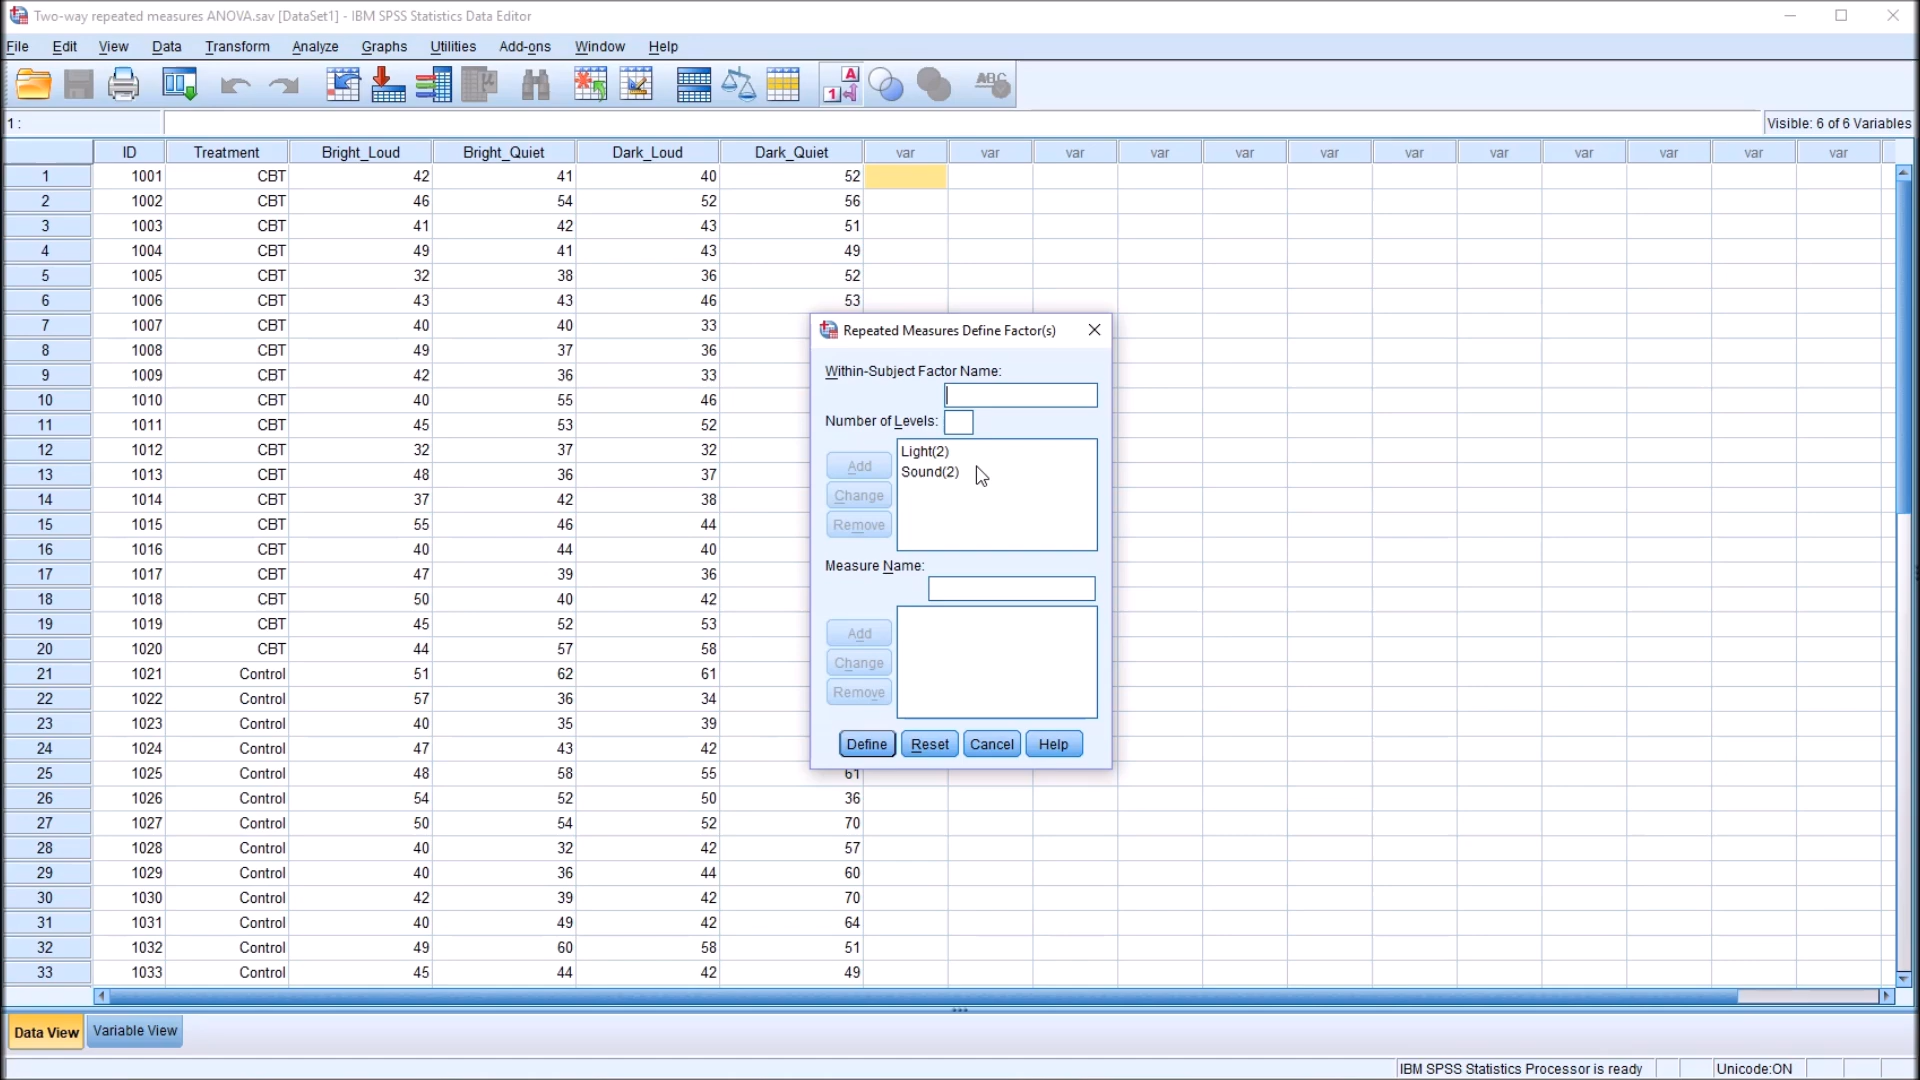 Two-way repeated measures ANOVA.sav [DataSet1] - IBM SPSS Statistics Data Editor
File Edit View Data Transform Analyze Graphs Utilities Add-ons Window Help
1 :
Visible: 6 of 6 Variables
ID Treatment Bright_Loud Bright_Quiet Dark_Loud Dark_Quiet var var var var var var var var var var var var
1 1001 CBT 42 41 40 52
2 1002 CBT 46 54 52 56
3 1003 CBT 41 42 43 51
4 1004 CBT 49 41 43 49
5 1005 CBT 32 38 36 52
6 1006 CBT 43 43 46 53
7 1007 CBT 40 40 33
8 1008 CBT 49 37 36
9 1009 CBT 42 36 33
10 1010 CBT 40 55 46
11 1011 CBT 45 53 52
12 1012 CBT 32 37 32
13 1013 CBT 48 36 37
14 1014 CBT 37 42 38
15 1015 CBT 55 46 44
16 1016 CBT 40 44 40
17 1017 CBT 47 39 36
18 1018 CBT 50 40 42
19 1019 CBT 45 52 53
20 1020 CBT 44 57 58
21 1021 Control 51 62 61
22 1022 Control 57 36 34
23 1023 Control 40 35 39
24 1024 Control 47 43 42
25 1025 Control 48 58 55 61
26 1026 Control 54 52 50 36
27 1027 Control 50 54 52 70
28 1028 Control 40 32 42 57
29 1029 Control 40 36 44 60
30 1030 Control 42 39 42 70
31 1031 Control 40 49 42 64
32 1032 Control 49 60 58 51
33 1033 Control 45 44 42 49
Repeated Measures Define Factor(s)
Within-Subject Factor Name:
Number of Levels:
Add
Change
Remove
Light(2)
Sound(2)
Measure Name:
Add
Change
Remove
Define Reset Cancel Help
Data View Variable View
IBM SPSS Statistics Processor is ready Unicode:ON